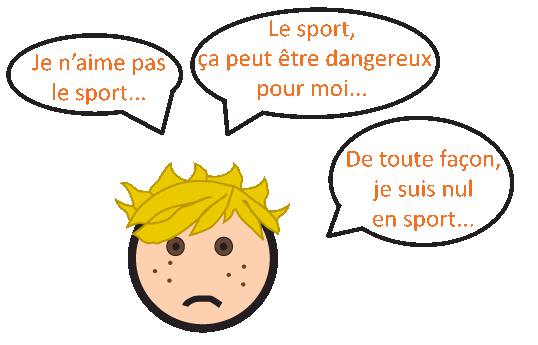 Je n'aime pas
le sport...
Le sport,
ça peut être dangereux
pour moi...
De toute façon,
je suis nul
en sport...